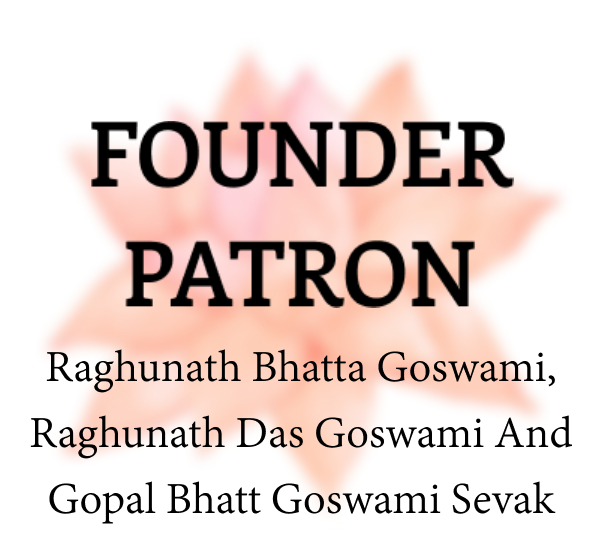 FOUNDER
PATRON
Raghunath Bhatta Goswami,
Raghunath Das Goswami And
Gopal Bhatt Goswami Sevak